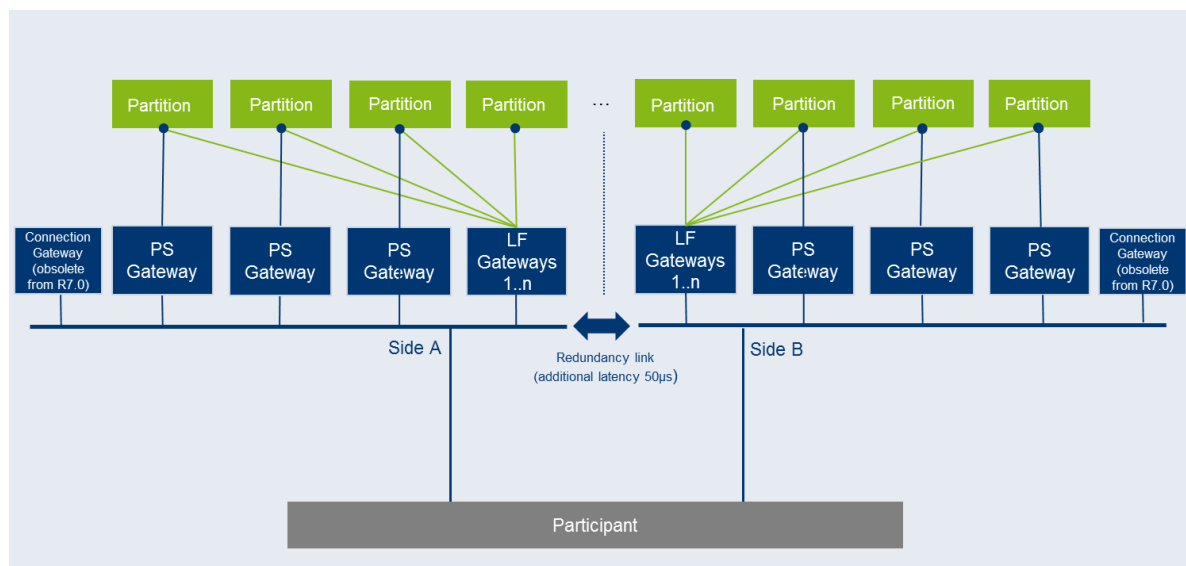 Partition
Partition
Partition
Partition
...
Partition
Partition
Partition
Partition
Connection
Gateway
(obsolete
from R7.0)
PS
Gateway
PS
Gateway
PS
Gateway
LF
Gateways
1..n
LF
Gateways
1..n
PS
Gateway
PS
Gateway
PS
Gateway
Connection
Gateway
(obsolete
from R7.0)
Side A
Redundancy link
(additional latency 50µs)
Side B
Participant